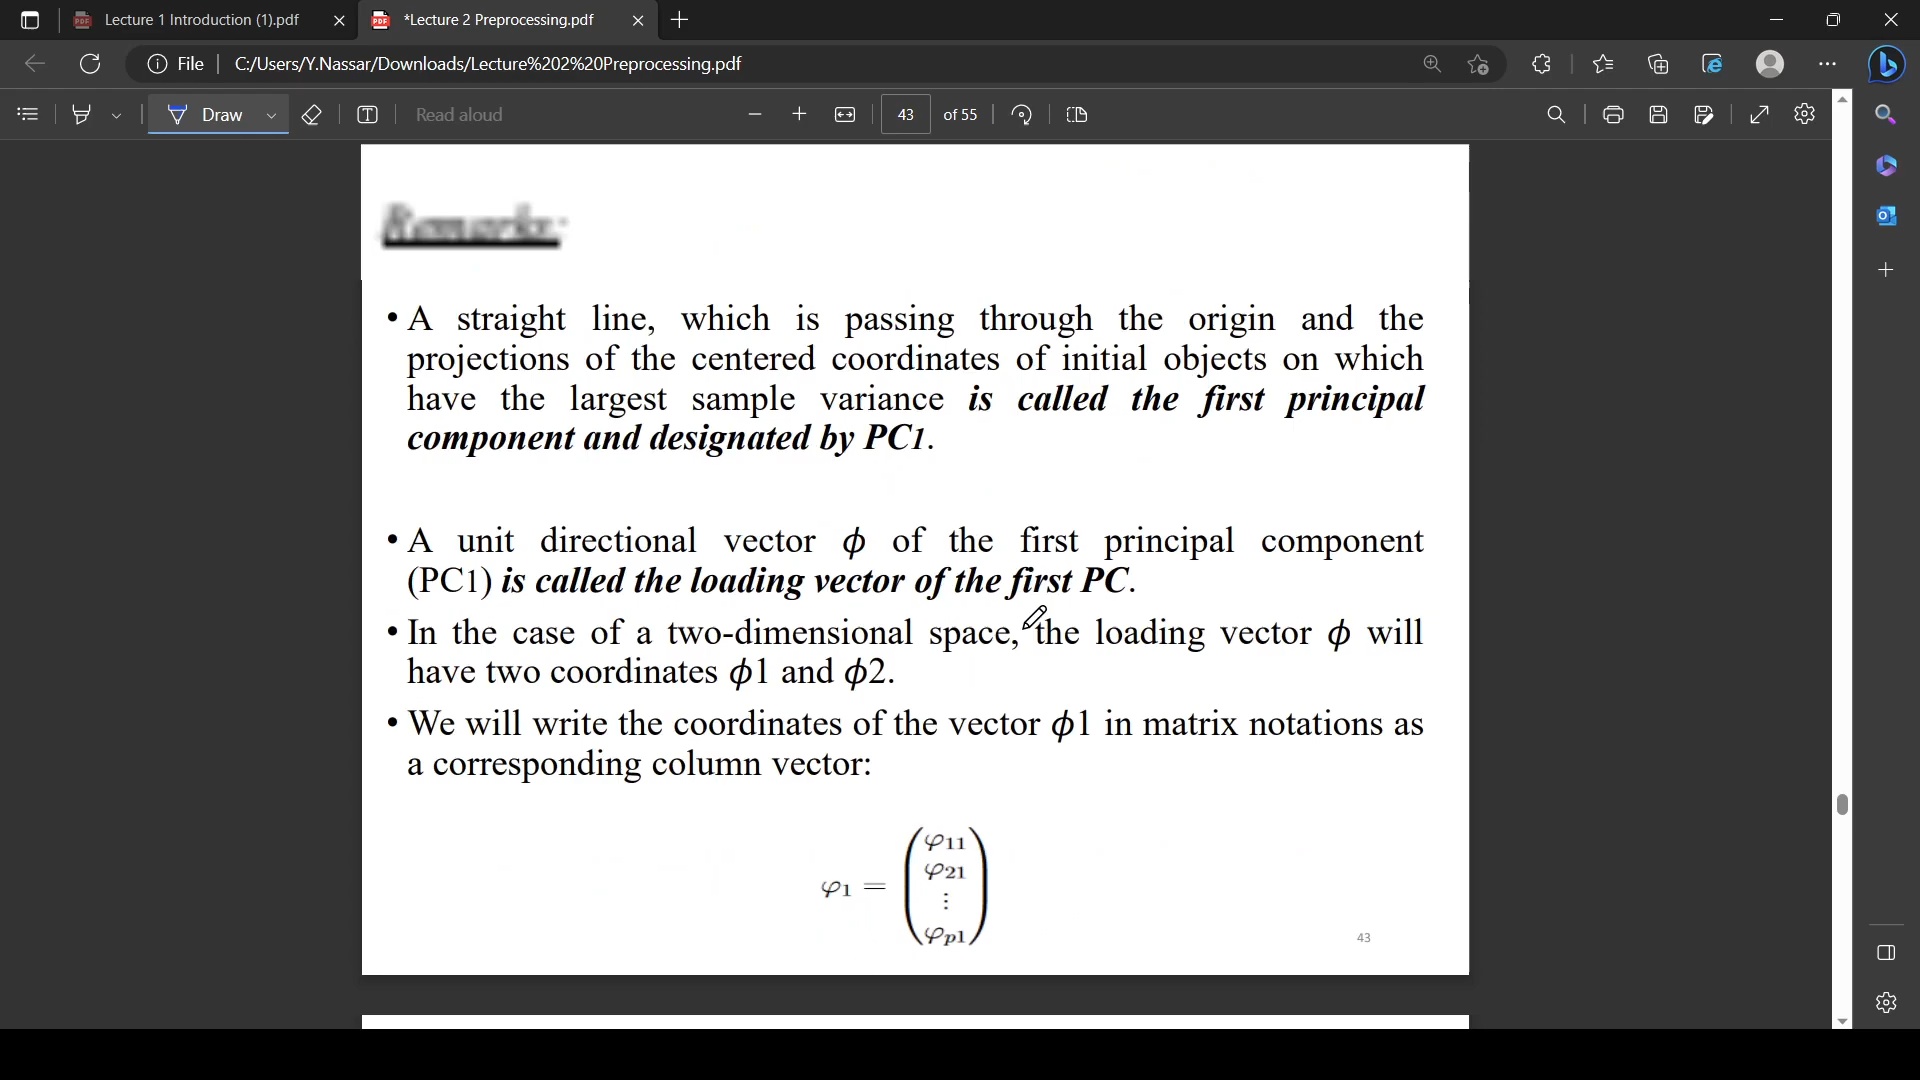 Lecture 1 Introduction (1).pdf
*Lecture 2 Preprocessing.pdf
File
C:/Users/Y.Nassar/Downloads/Lecture%202%20Preprocessing.pdf
Draw
Read aloud
43 of 55
Remarks:
• A straight line, which is passing through the origin and the
projections of the centered coordinates of initial objects on which
have the largest sample variance is called the first principal
component and designated by PC1.
• A unit directional vector ϕ of the first principal component
(PC1) is called the loading vector of the first PC.
• In the case of a two-dimensional space, the loading vector ϕ will
have two coordinates ϕ1 and ϕ2.
• We will write the coordinates of the vector ϕ1 in matrix notations as
a corresponding column vector:
φ11
φ21
φ1 =
⋮
φp1
43